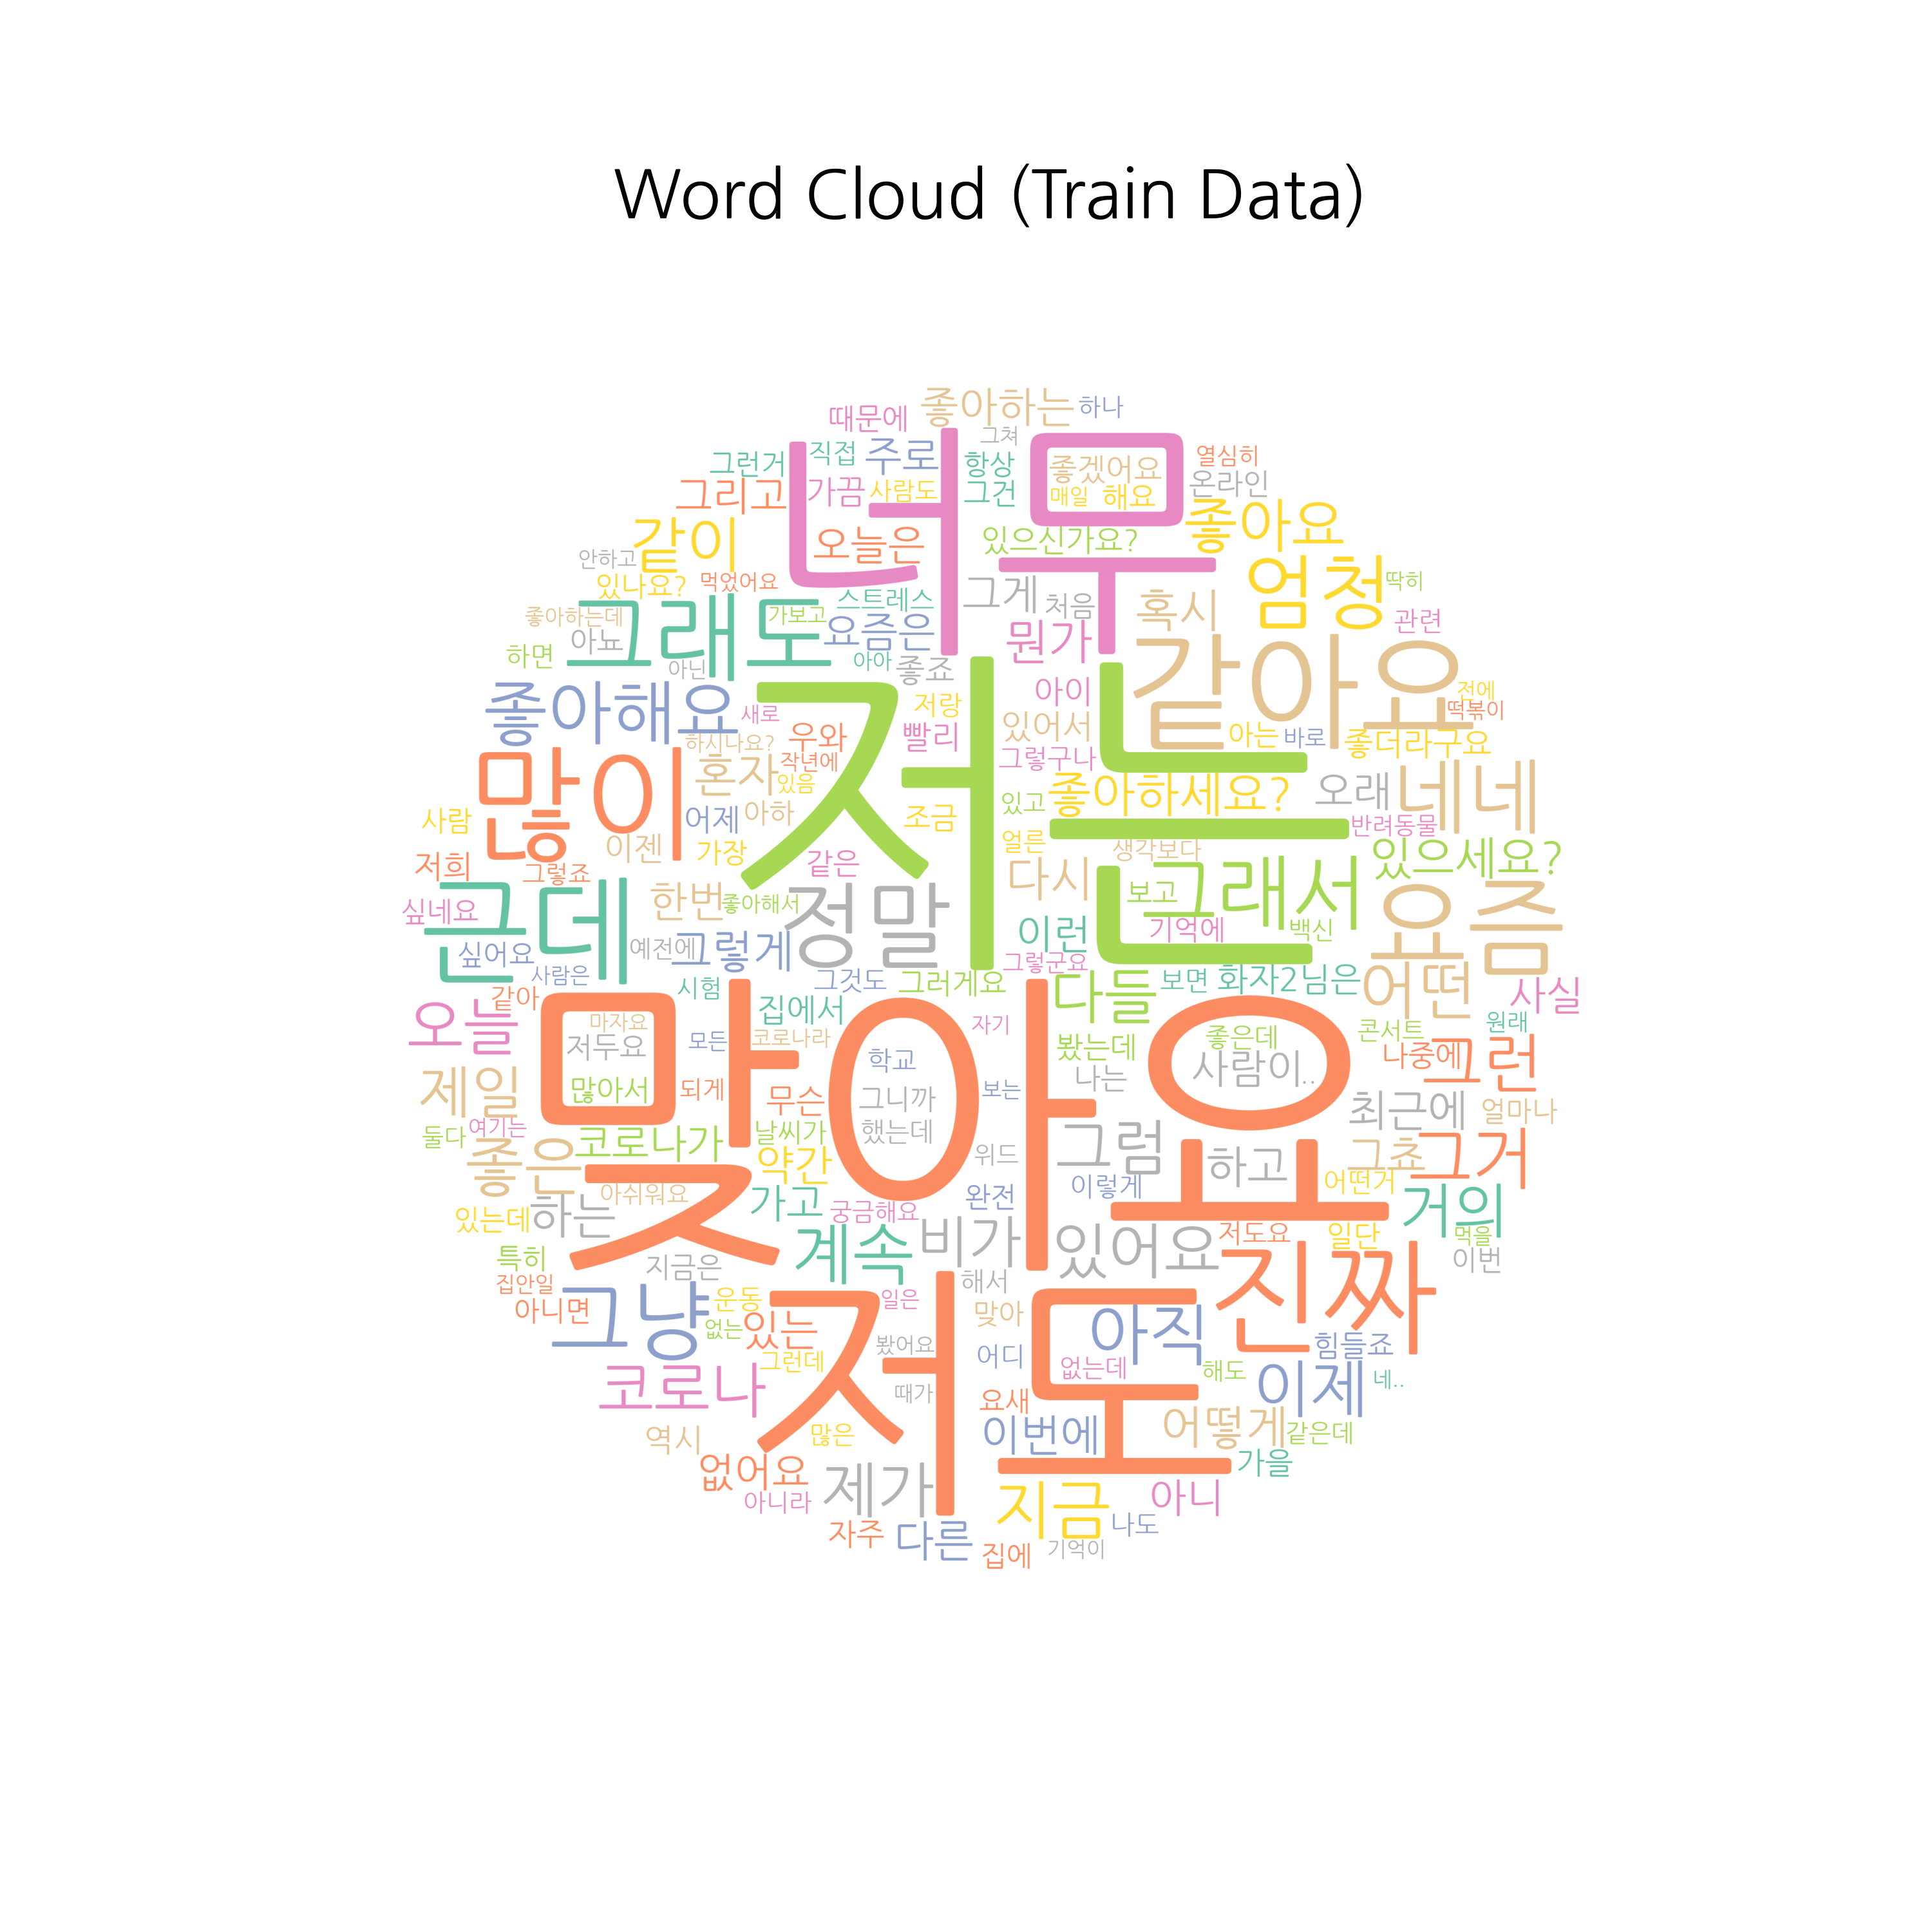 Word Cloud (Train Data)
좋아하는
하나
때문에
그쳐
그런거
직접
주로
항상
좋겠어요
열심히
온라인
그리고
가끔
사람도
그건
매일
해요
너무
같이
오늘은
있으신가요?
좋아요
안하고
있나요?
먹었어요
스트레스
그게
처음
혹시
엄청
딱히
좋아하는데
그래도
가보고
요즘은
뭔가
관련
하면
아뇨
아닌
아아
좋죠
같아요
좋아해요
새로
저랑
아이
전에
떡볶이
하시나요?
우와
빨리
있어서
아는
바로
좋더라구요
많이
혼자
작년에
있음
그렇구나
저는
좋아하세요?
오래
네네
사람
어제
아하
조금
있고
반려동물
이젠
가장
얼른
생각보다
있으세요?
저희
그렇죠
같은
다시
보고
그래서
요즘
근데
한번
좋아해서
정말
싶네요
이런
기억에
백신
싶어요
예전에
그렇게
그렇군요
사람은
시험
그거도
그러게요
다들
보면
화자2님은
어떤
사실
오늘
같아
집에서
맞아요
마자요
저두요
모든
코로나라
학교
자기
봤는데
좋은데
사람이..
콘서트
원래
나중에
그런
제일
많아서
되게
무슨
그니까
보는
나는
최근에
얼마나
둘다
여기는
좋은
코로나가
날씨가
했는데
약간
위드
그럼
하고
그죠
그거
아쉬워요
가고
궁금해요
완전
이렇게
어떤거
거의
있는데
하는
계속
비가
있어요
저도요
일단
먹을
이번
특히
지금은
해서
진짜
집안일
아니면
그냥
운동
있는
일은
맞아
저도
아직
힘들죠
없는
그런데
봤어요
어디
없는데
해도
이제
네..
코로나
때가
요새
역시
많은
이번에
어떻게
같은데
없어요
제가
가을
아니라
지금
아니
자주
다른
나도
집에
기억이